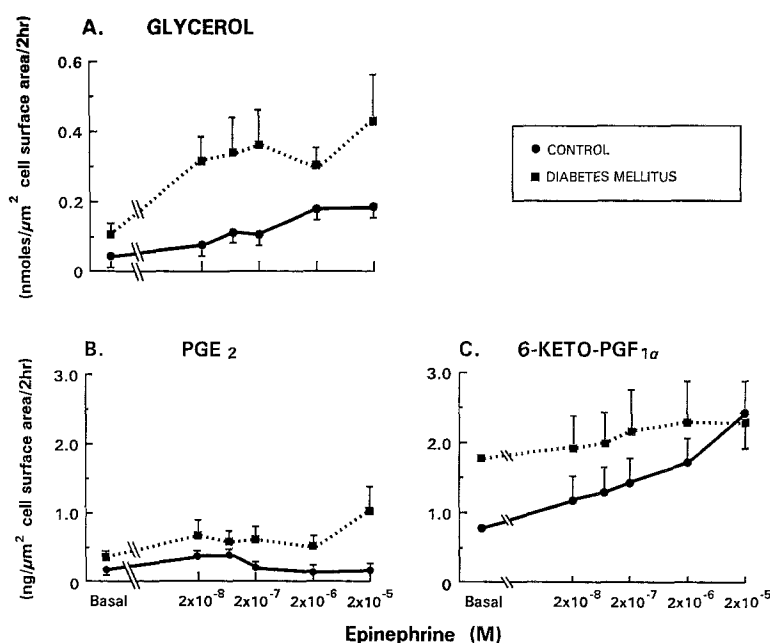 A. GLYCEROL
(nmoles/μm² cell surface area/2hr)
0.6
0.4
0.2
0
● CONTROL
■ DIABETES MELLITUS
B. PGE ₂
(ng/μm² cell surface area/2hr)
3.0
2.0
1.0
0
C. 6-KETO-PGF₁α
3.0
2.0
1.0
0
Basal 2x10⁻⁸ 2x10⁻⁷ 2x10⁻⁶ 2x10⁻⁵
Basal 2x10⁻⁸ 2x10⁻⁷ 2x10⁻⁶ 2x10⁻⁵
Epinephrine (M)